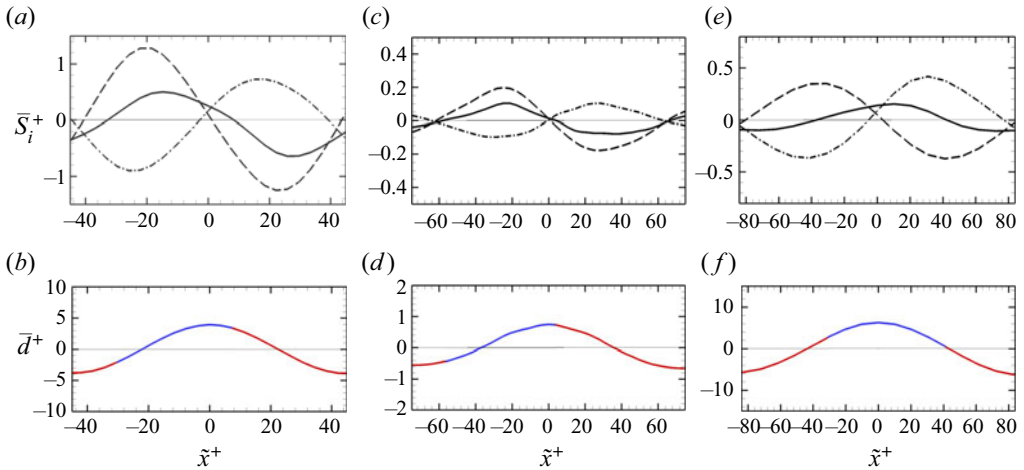 (a) (c) (e)
1 0.4 0.5
0.2
S̄ᵢ⁺ 0 0 0
–0.2
–1 –0.4 –0.5
–40 –20 0 20 40 –60 –40 –20 0 20 40 60 –80 –60 –40 –20 0 20 40 60 80
(b) (d) (f)
10 2
5 1 10
d̄⁺ 0 0 0
–5 –1 –10
–10 –2
–40 –20 0 20 40 –60 –40 –20 0 20 40 60 –80 –60 –40 –20 0 20 40 60 80
x̃⁺ x̃⁺ x̃⁺